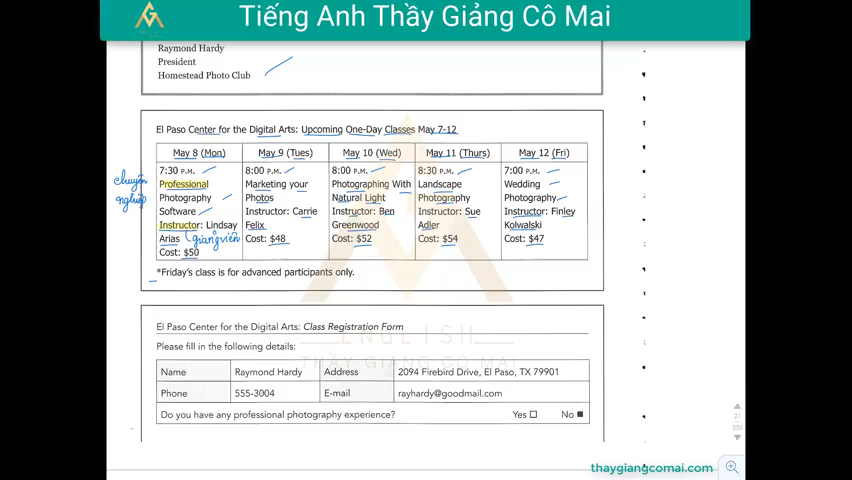 Tiếng Anh Thầy Giảng Cô Mai
Raymond Hardy
President
Homestead Photo Club
El Paso Center for the Digital Arts: Upcoming One-Day Classes May 7-12
May 8 (Mon) May 9 (Tues) May 10 (Wed) May 11 (Thurs) May 12 (Fri)
7:30 P.M. 8:00 P.M. 8:00 P.M. 8:30 P.M. 7:00 P.M.
chuyên Professional Marketing your Photographing With Landscape Wedding
nghiệp Photography Photos Natural Light Photography Photography
Software Instructor: Carrie Instructor: Ben Instructor: Sue Instructor: Finley
Instructor: Lindsay Felix Greenwood Adler Kolwalski
Arias giảng viên Cost: $48 Cost: $52 Cost: $54 Cost: $47
Cost: $50
*Friday's class is for advanced participants only.
El Paso Center for the Digital Arts: Class Registration Form
ENGLISH
Please fill in the following details:
THẦY GIẢNG CÔ MAI
Name Raymond Hardy Address 2094 Firebird Drive, El Paso, TX 79901
Phone 555-3004 E-mail rayhardy@goodmail.com
Do you have any professional photography experience? Yes No
thaygiangcomai.com